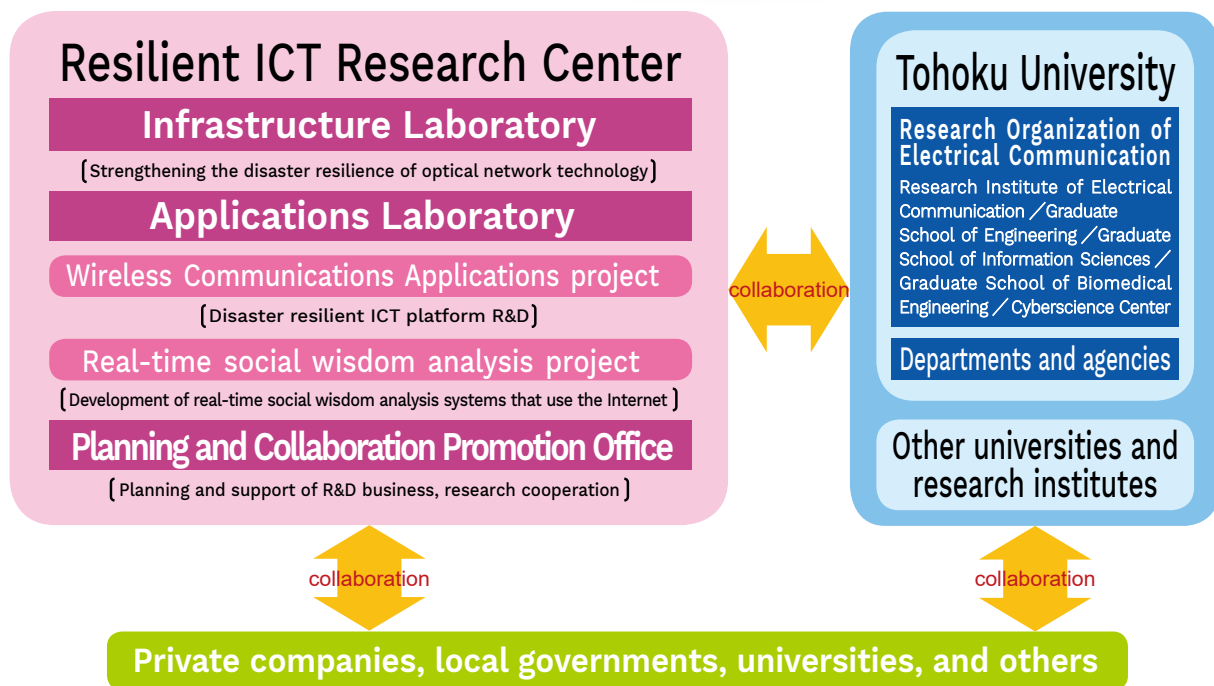 Resilient ICT Research Center
Infrastructure Laboratory
(Strengthening the disaster resilience of optical network technology)
Applications Laboratory
Wireless Communications Applications project
(Disaster resilient ICT platform R&D)
Real-time social wisdom analysis project
(Development of real-time social wisdom analysis systems that use the Internet)
Planning and Collaboration Promotion Office
(Planning and support of R&D business, research cooperation)
collaboration
Tohoku University
Research Organization of
Electrical Communication
Research Institute of Electrical
Communication ／Graduate
School of Engineering ／Graduate
School of Information Sciences ／
Graduate School of Biomedical
Engineering ／Cyberscience Center
Departments and agencies
Other universities and
research institutes
collaboration
collaboration
Private companies, local governments, universities, and others